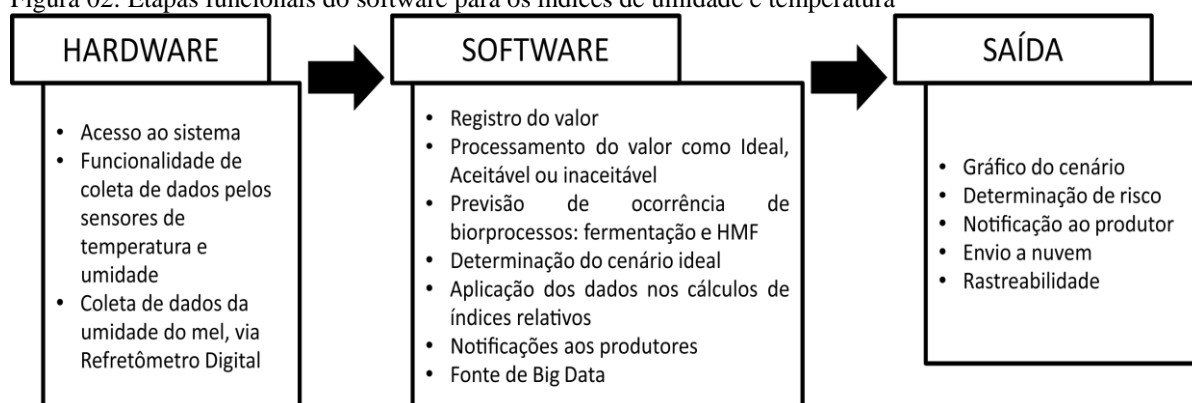 Figura 02: Etapas funcionais do software para os índices de umidade e temperatura
HARDWARE
• Acesso ao sistema
• Funcionalidade de
coleta de dados pelos
sensores de
temperatura e
umidade
• Coleta de dados da
umidade do mel, via
Refretômetro Digital
SOFTWARE
• Registro do valor
• Processamento do valor como Ideal,
Aceitável ou inaceitável
• Previsão de ocorrência de
biorprocessos: fermentação e HMF
• Determinação do cenário ideal
• Aplicação dos dados nos cálculos de
índices relativos
• Notificações aos produtores
• Fonte de Big Data
SAÍDA
• Gráfico do cenário
• Determinação de risco
• Notificação ao produtor
• Envio a nuvem
• Rastreabilidade